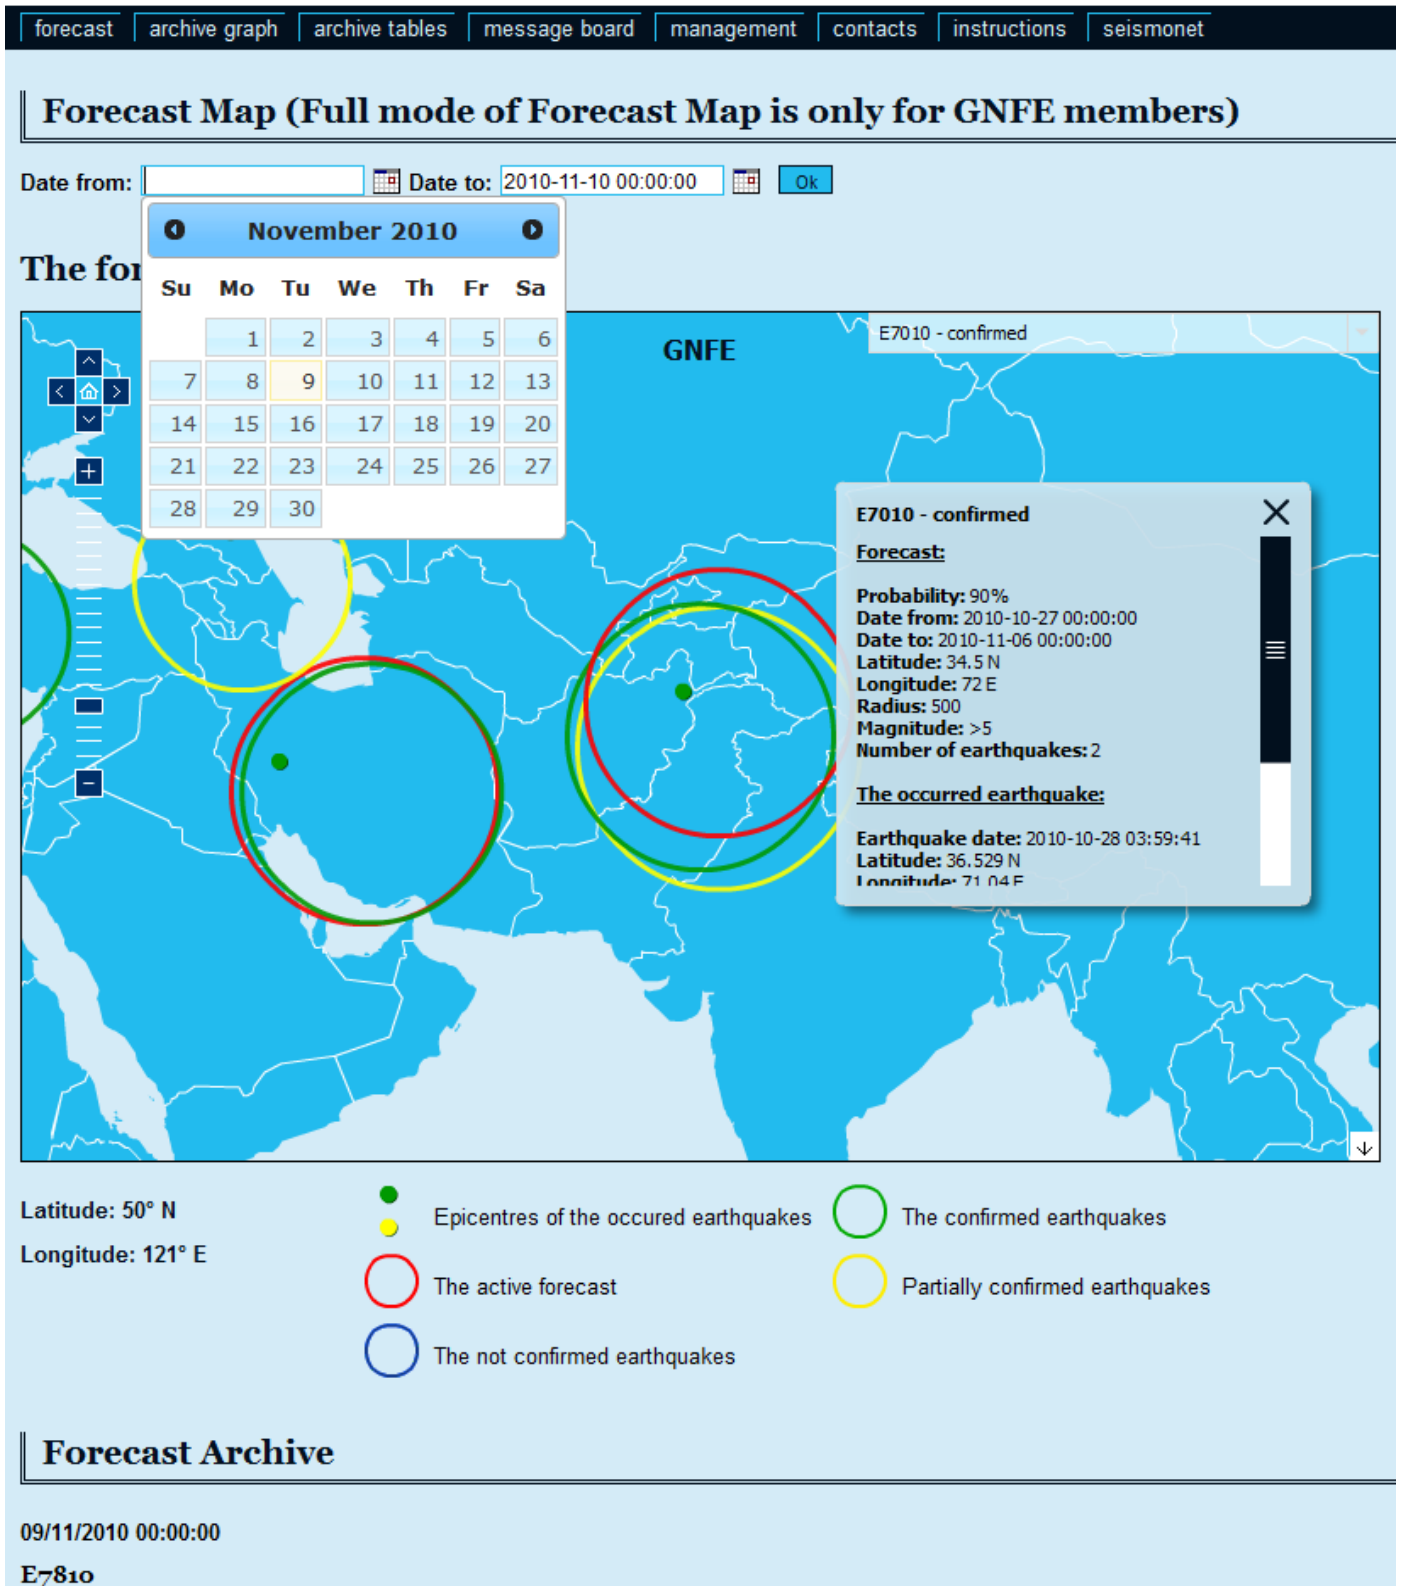 forecast archive graph archive tables message board management contacts instructions seismonet
Forecast Map (Full mode of Forecast Map is only for GNFE members)
Date from: Date to: 2010-11-10 00:00:00 Ok
November 2010
The for
Su Mo Tu We Th Fr Sa
1 2 3 4 5 6
7 8 9 10 11 12 13
14 15 16 17 18 19 20
21 22 23 24 25 26 27
28 29 30
GNFE
E7010 - confirmed
E7010 - confirmed
Forecast:
Probability: 90%
Date from: 2010-10-27 00:00:00
Date to: 2010-11-06 00:00:00
Latitude: 34.5 N
Longitude: 72 E
Radius: 500
Magnitude: >5
Number of earthquakes: 2
The occurred earthquake:
Earthquake date: 2010-10-28 03:59:41
Latitude: 36.529 N
Longitude: 71.04 E
Latitude: 50° N
Longitude: 121° E
Epicentres of the occured earthquakes
The confirmed earthquakes
The active forecast
Partially confirmed earthquakes
The not confirmed earthquakes
Forecast Archive
09/11/2010 00:00:00
E7810